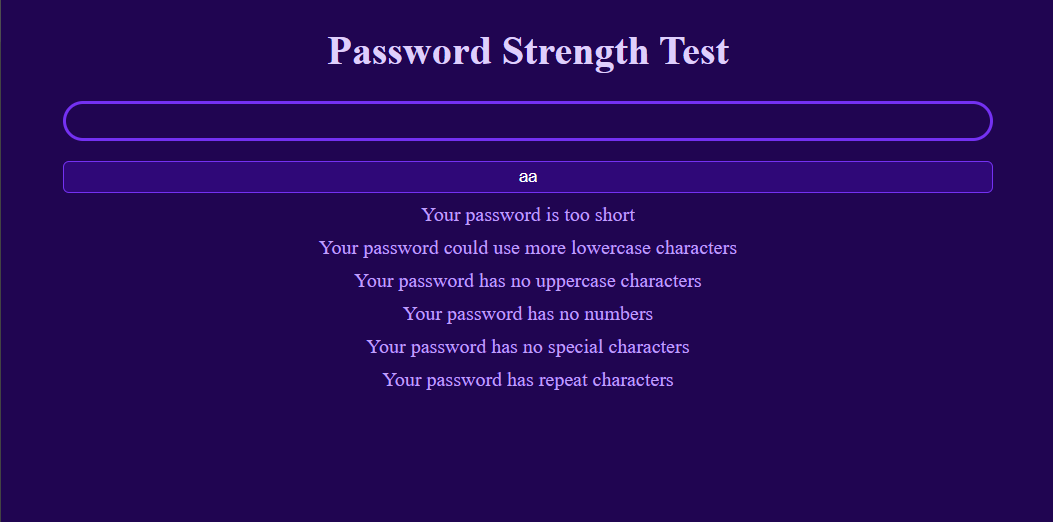 Password Strength Test
aa
Your password is too short
Your password could use more lowercase characters
Your password has no uppercase characters
Your password has no numbers
Your password has no special characters
Your password has repeat characters